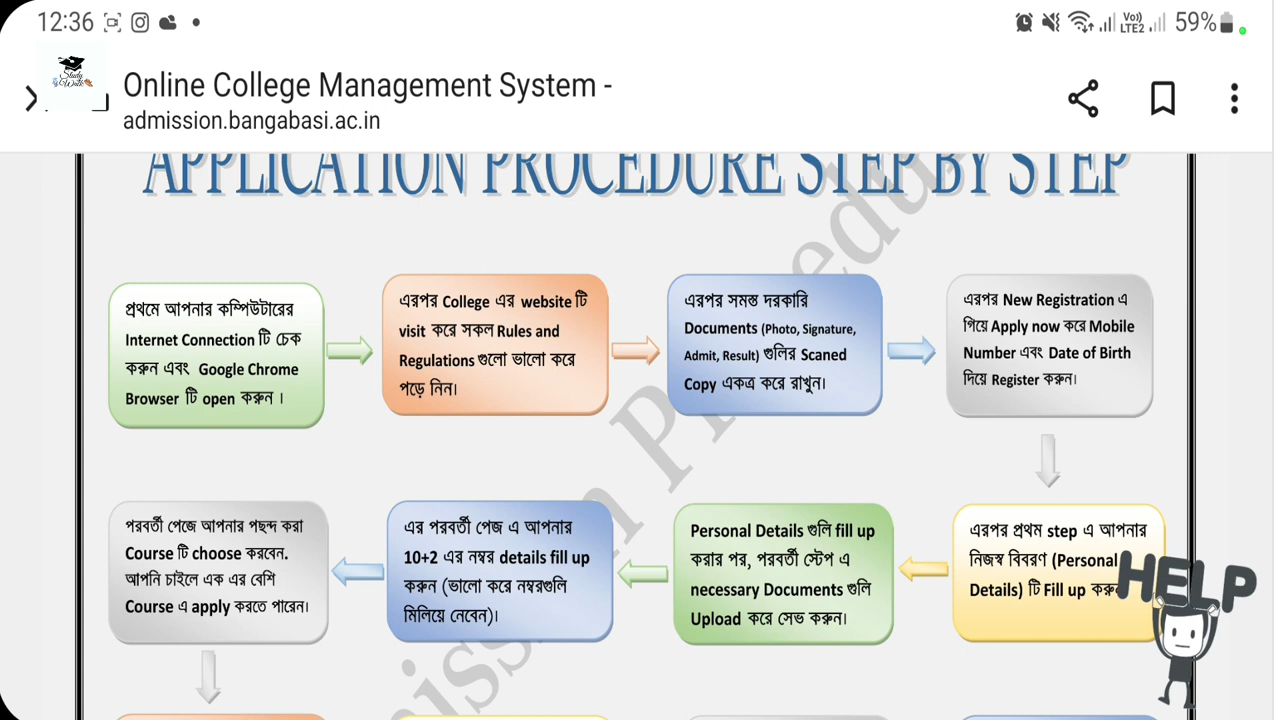 12:36
Vo))
LTE2
59%
Study
Online College Management System -
admission.bangabasi.ac.in
APPLICATION PROCEDURE STEP BY STEP
প্রথমে আপনার কম্পিউটারের
Internet Connection টি চেক
করুন এবং Google Chrome
Browser টি open করুন ।
এরপর College এর website টি
visit করে সকল Rules and
Regulations গুলো ভালো করে
পড়ে নিন।
এরপর সমস্ত দরকারি
Documents (Photo, Signature,
Admit, Result) গুলির Scaned
Copy একত্র করে রাখুন।
এরপর New Registration এ
গিয়ে Apply now করে Mobile
Number এবং Date of Birth
দিয়ে Register করুন।
পরবর্তী পেজে আপনার পছন্দ করা
Course টি choose করবেন.
আপনি চাইলে এক এর বেশি
Course এ apply করতে পারেন।
এর পরবর্তী পেজ এ আপনার
10+2 এর নম্বর details fill up
করুন (ভালো করে নম্বরগুলি
মিলিয়ে নেবেন)।
Personal Details গুলি fill up
করার পর, পরবর্তী স্টেপ এ
necessary Documents গুলি
Upload করে সেভ করুন।
এরপর প্রথম step এ আপনার
নিজস্ব বিবরণ (Personal
Details) টি Fill up
HELP